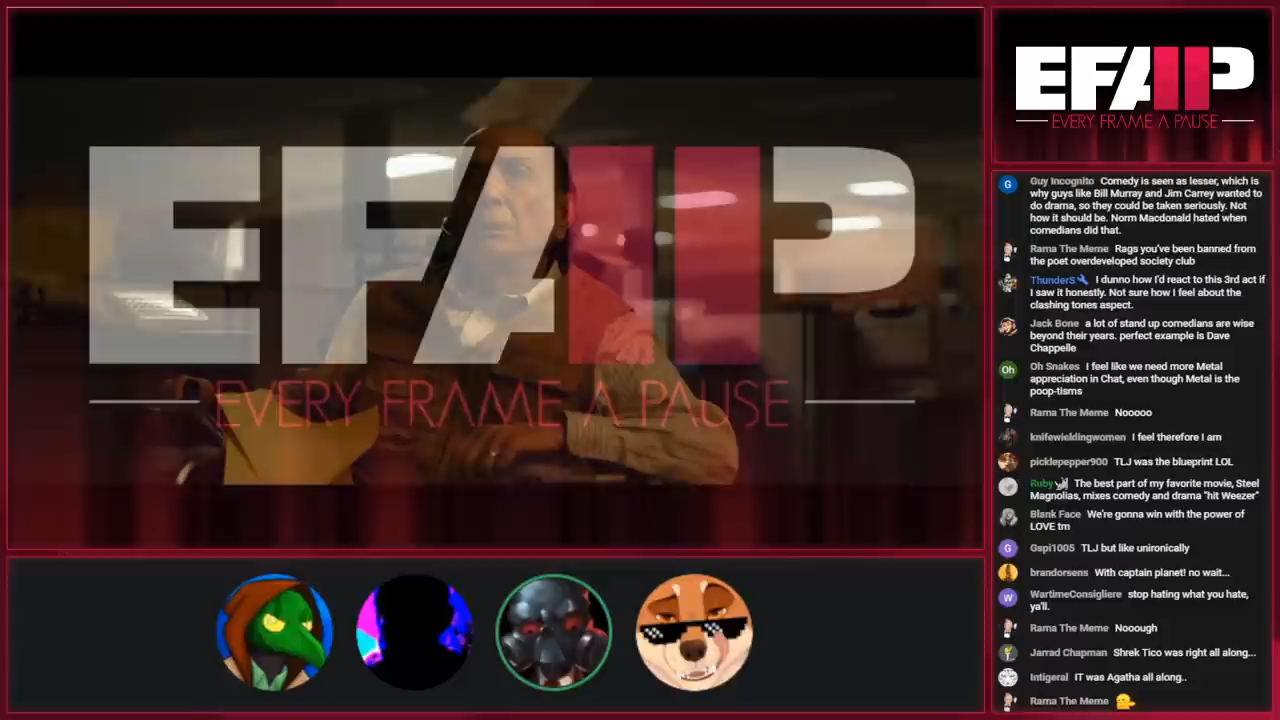 EFAP
EVERY FRAME A PAUSE
EFAP
EVERY FRAME A PAUSE
Guy Incognito Comedy is seen as lesser, which is
why guys like Bill Murray and Jim Carrey wanted to
do drama, so they could be taken seriously. Not
how it should be. Norm Macdonald hated when
comedians did that.
Rama The Meme Rags you've been banned from
the poet overdeveloped society club
ThunderS I dunno how I'd react to this 3rd act if
I saw it honestly. Not sure how I feel about the
clashing tones aspect.
Jack Bone a lot of stand up comedians are wise
beyond their years. perfect example is Dave
Chappelle
Oh
Oh Snakes I feel like we need more Metal
appreciation in Chat, even though Metal is the
poop-tisms
Rama The Meme Nooooo
knifewieldingwomen I feel therefore I am
picklepepper900 TLJ was the blueprint LOL
Ruby The best part of my favorite movie, Steel
Magnolias, mixes comedy and drama "hit Weezer"
Blank Face We're gonna win with the power of
LOVE tm
G
Gspi1005 TLJ but like unironically
brandorsens With captain planet! no wait...
W
WartimeConsigliere stop hating what you hate,
ya'll.
Rama The Meme Nooough
Jarrad Chapman Shrek Tico was right all along...
Intigeral IT was Agatha all along..
Rama The Meme
G